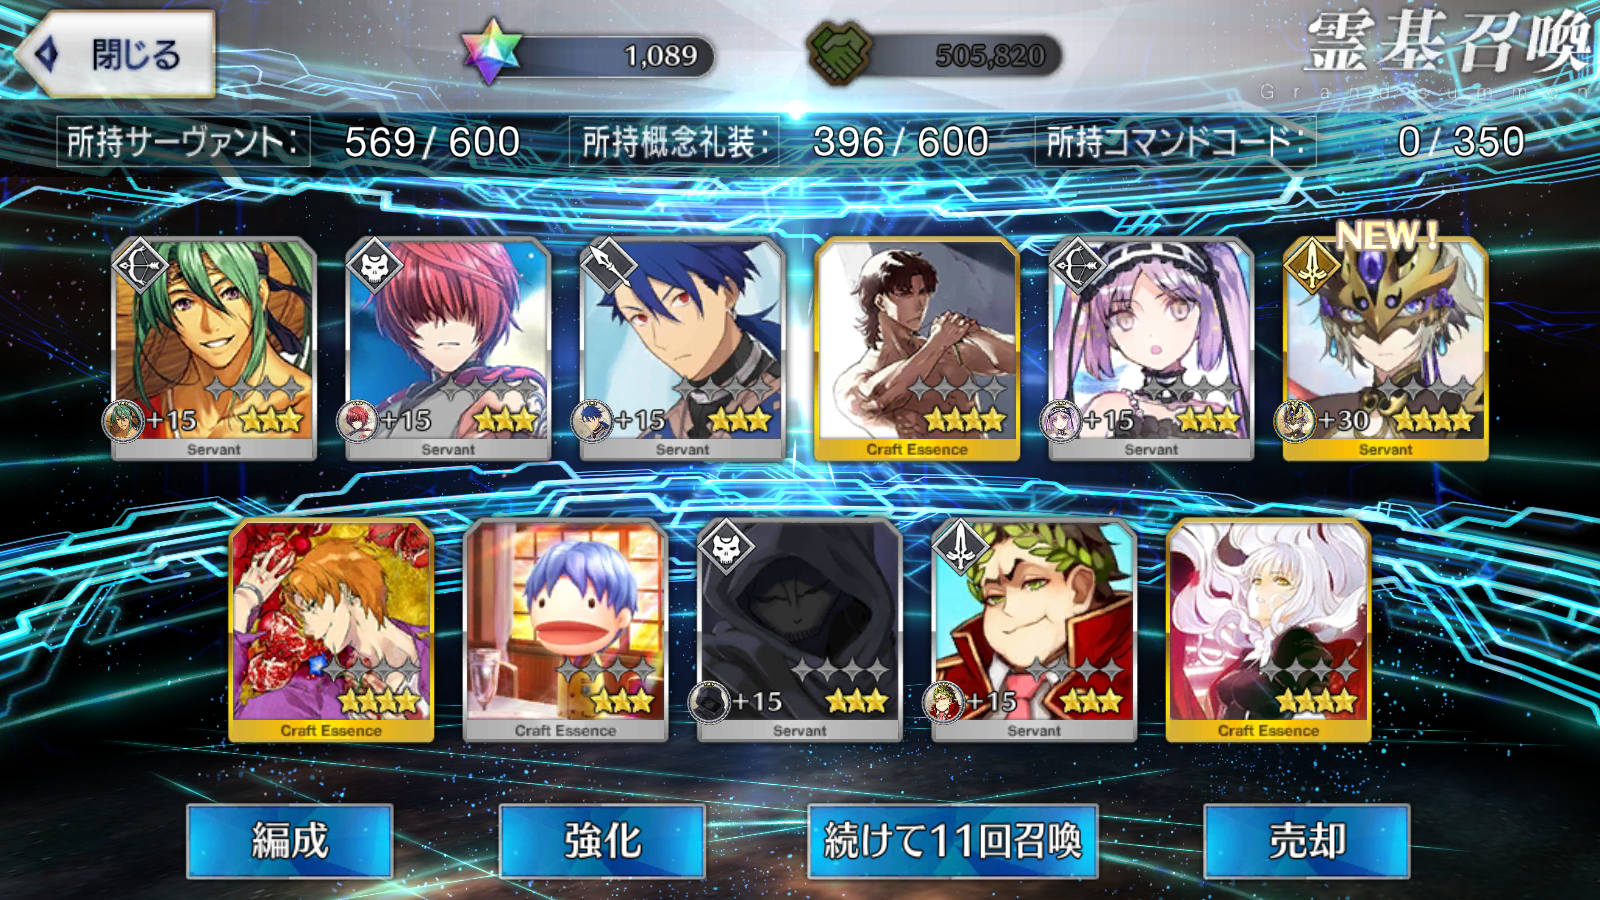 閉じる
1,089
505,820
霊基召喚
Grand summon
所持サーヴァント:
569 / 600
所持概念礼装:
396 / 600
所持コマンドコード:
0 / 350
NEW!
+15
+15
+15
+15
+30
Servant
Servant
Servant
Craft Essence
Servant
Servant
+15
+15
Craft Essence
Craft Essence
Servant
Servant
Craft Essence
編成
強化
続けて11回召喚
売却